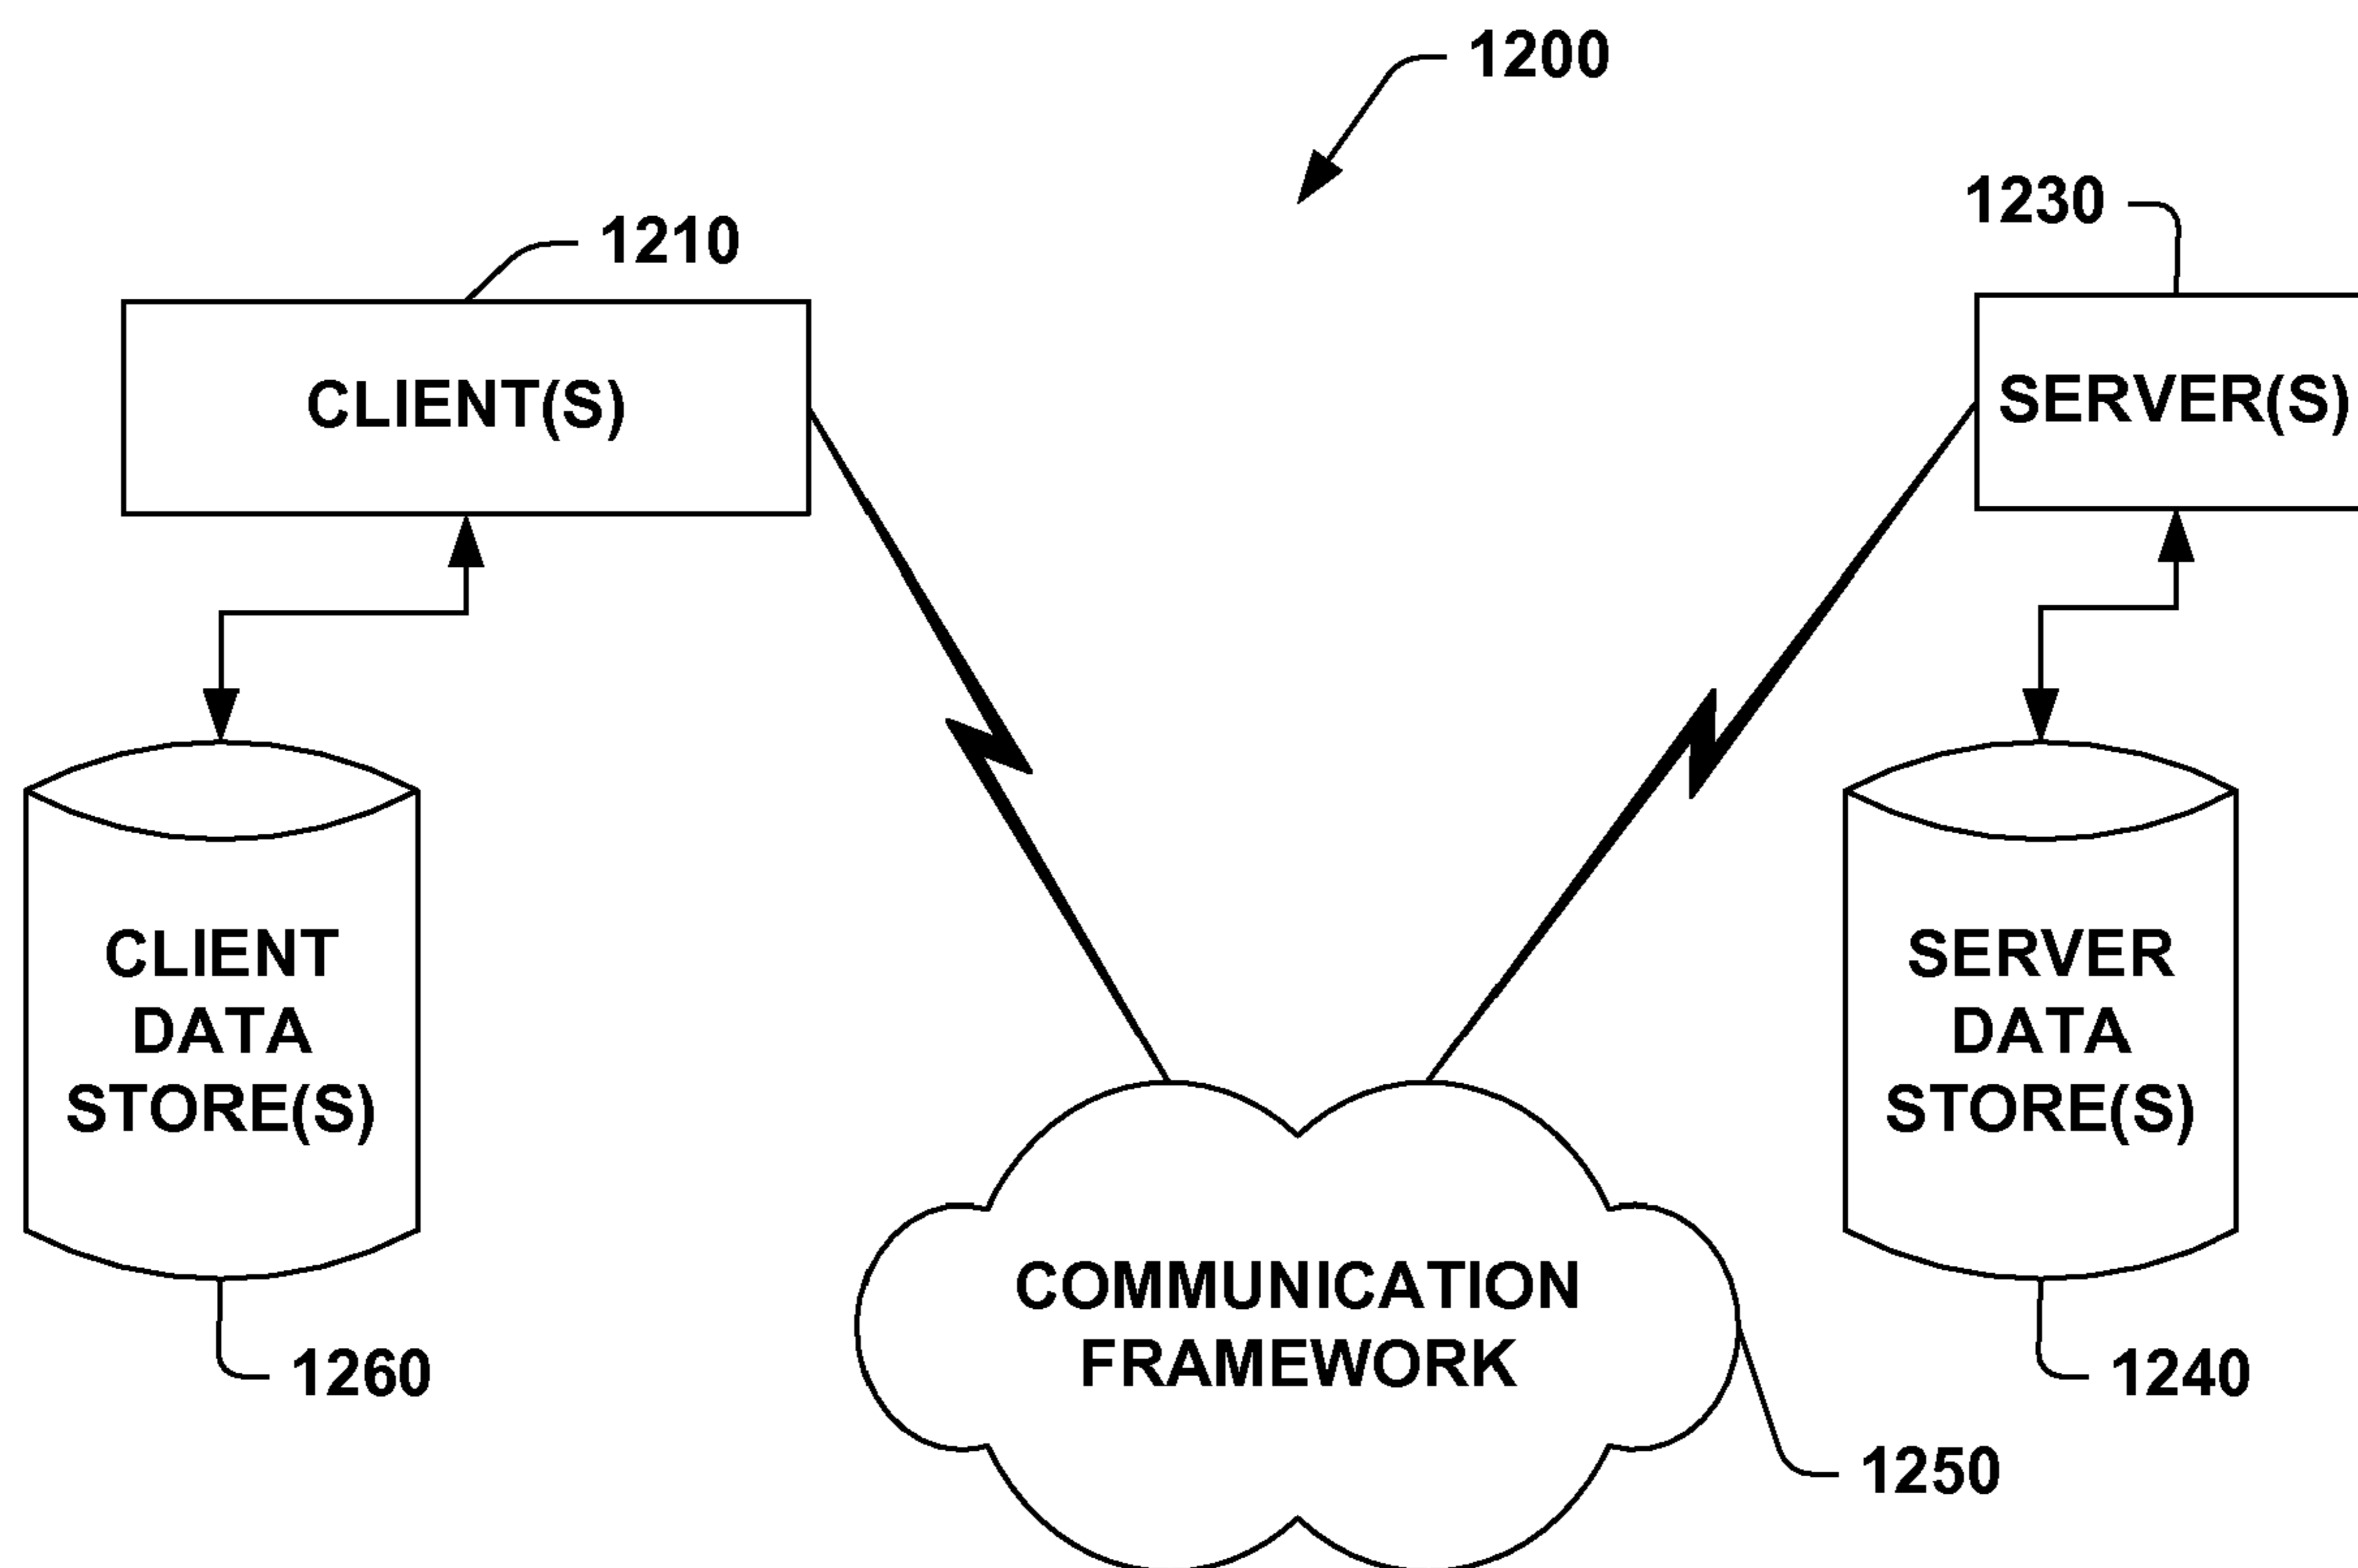 1200
1230
1210
CLIENT(S)
SERVER(S)
CLIENT
DATA
STORE(S)
SERVER
DATA
STORE(S)
COMMUNICATION
FRAMEWORK
1260
1240
1250